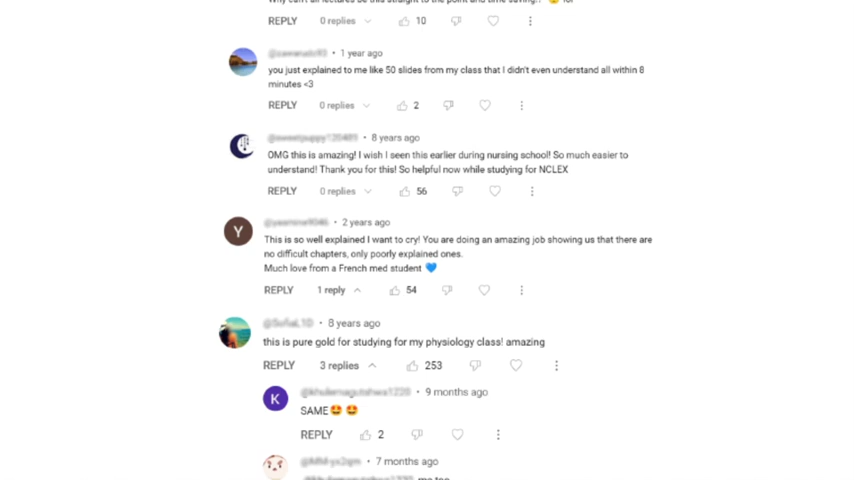 REPLY 0 replies 10
• 1 year ago
you just explained to me like 50 slides from my class that I didn't even understand all within 8
minutes <3
REPLY 0 replies 2
• 8 years ago
OMG this is amazing! I wish I seen this earlier during nursing school! So much easier to
understand! Thank you for this! So helpful now while studying for NCLEX
REPLY 0 replies 56
Y
• 2 years ago
This is so well explained I want to cry! You are doing an amazing job showing us that there are
no difficult chapters, only poorly explained ones.
Much love from a French med student 💙
REPLY 1 reply 54
• 8 years ago
this is pure gold for studying for my physiology class! amazing
REPLY 3 replies 253
K
• 9 months ago
SAME🤩 🤩
REPLY 2
• 7 months ago